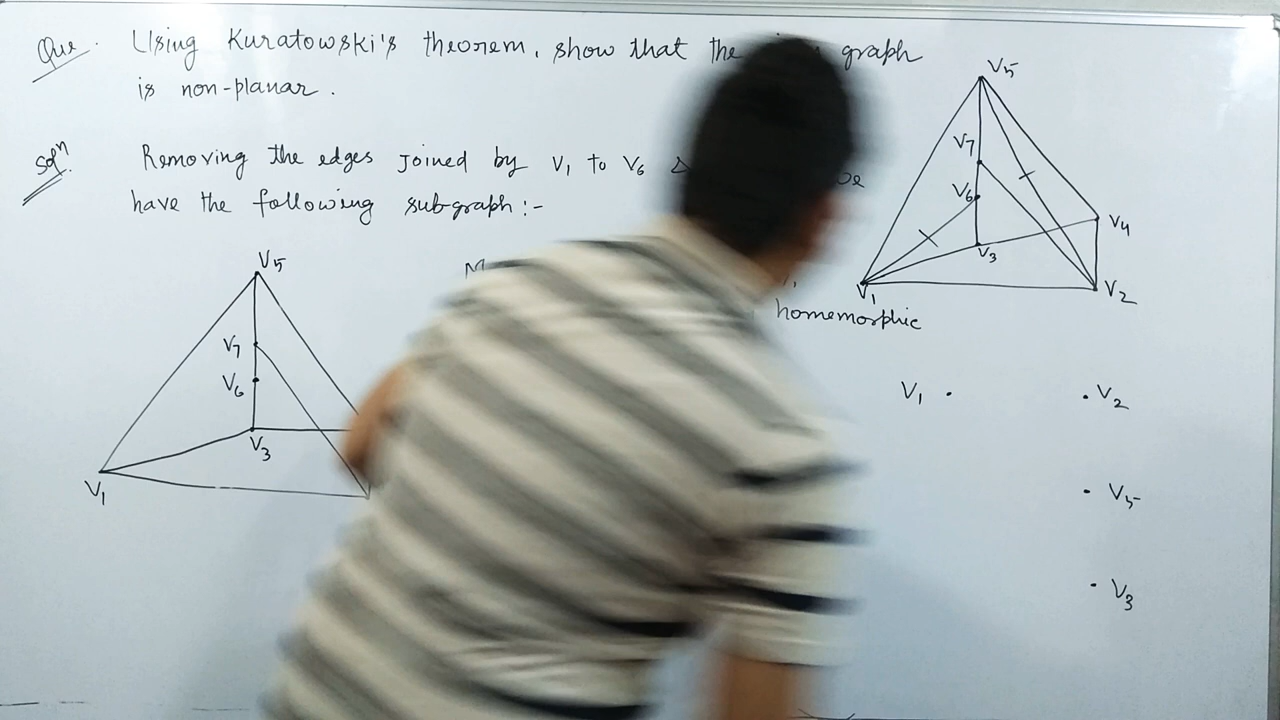 Que. Using Kuratowski's theorem, show that the graph
is non-planar.
Solⁿ. Removing the edges joined by V1 to V6
have the following subgraph :-
homemorphic
V5
V7
V6
V3
V1
V5
V7
V6
V3
V4
V1
V2
V1
V2
V5
V3